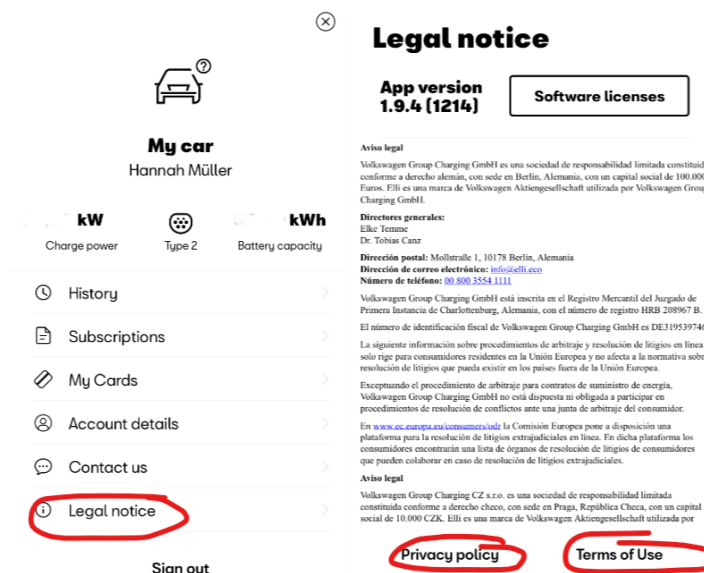 My car
Hannah Müller
kW
Charge power
Type 2
kWh
Battery capacity
History
Subscriptions
My Cards
Account details
Contact us
Legal notice
Sign out
Legal notice
App version
1.9.4 (1214)
Software licenses
Aviso legal
Volkswagen Group Charging GmbH es una sociedad de responsabilidad limitada constituid
conforme a derecho alemán, con sede en Berlín, Alemania, con un capital social de 100.000
Euros. Elli es una marca de Volkswagen Aktiengesellschaft utilizada por Volkswagen Group
Charging GmbH.
Directores generales:
Elke Temme
Dr. Tobias Canz
Dirección postal: Mollstraße 1, 10178 Berlín, Alemania
Dirección de correo electrónico: info@elli.eco
Número de teléfono: 00 800 3554 1111
Volkswagen Group Charging GmbH está inscrita en el Registro Mercantil del Juzgado de
Primera Instancia de Charlottenburg, Alemania, con el número de registro HRB 208967 B.
El número de identificación fiscal de Volkswagen Group Charging GmbH es DE319539746
La siguiente información sobre procedimientos de arbitraje y resolución de litigios en línea
solo rige para consumidores residentes en la Unión Europea y no afecta a la normativa sobr
resolución de litigios que pueda existir en los países fuera de la Unión Europea.
Exceptuando el procedimiento de arbitraje para contratos de suministro de energía,
Volkswagen Group Charging GmbH no está dispuesta ni obligada a participar en
procedimientos de resolución de conflictos ante una junta de arbitraje del consumidor.
En www.ec.europa.eu/consumers/odr la Comisión Europea pone a disposición una
plataforma para la resolución de litigios extrajudiciales en línea. En dicha plataforma los
consumidores encontrarán una lista de órganos de resolución de litigios de consumidores
que pueden colaborar en caso de resolución de litigios extrajudiciales.
Aviso legal
Volkswagen Group Charging CZ s.r.o. es una sociedad de responsabilidad limitada
constituida conforme a derecho checo, con sede en Praga, República Checa, con un capital
social de 10.000 CZK. Elli es una marca de Volkswagen Aktiengesellschaft utilizada por
Privacy policy
Terms of Use